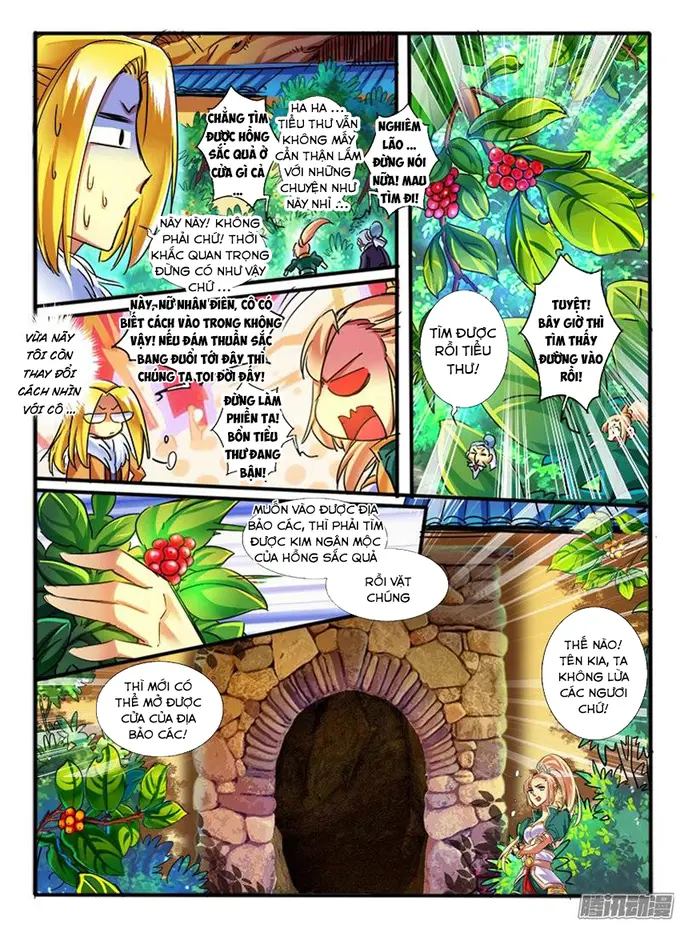 CHẲNG TÌM
ĐƯỢC HỒNG
SẮC QUẢ Ở
CỬA GÌ CẢ
...
HA HA ...
TIỂU THƯ VẪN
KHÔNG MẤY
CẨN THẬN LẮM
VỚI NHỮNG
CHUYỆN NHƯ
NÀY NHỈ ...
NGHIÊM
LÃO ...
ĐỪNG NÓI
NỮA! MAU
TÌM ĐI!
NÀY NÀY! KHÔNG
PHẢI CHỨ! THỜI
KHẮC QUAN TRỌNG
ĐỪNG CÓ NHƯ VẬY
CHỨ ...
TÌM ĐƯỢC
RỒI TIỂU
THƯ!
TUYỆT!
BÂY GIỜ THÌ
TÌM THẤY
ĐƯỜNG VÀO
RỒI!
VỪA NÃY
TÔI CÒN
THAY ĐỔI
CÁCH NHÌN
VỚI CÔ ...
NÀY, NỮ NHÂN ĐIÊN, CÔ CÓ
BIẾT CÁCH VÀO TRONG KHÔNG
VẬY! NẾU ĐÁM THUẦN SẮC
BANG ĐUỔI TỚI ĐÂY THÌ
CHÚNG TA TOI ĐỜI ĐẤY!
ĐỪNG LÀM
PHIỀN TA!
BỔN TIỂU
THƯ ĐANG
BẬN!
MUỐN VÀO ĐƯỢC ĐỊA
BẢO CÁC, THÌ PHẢI TÌM
ĐƯỢC KIM NGÂN MỘC
CỦA HỒNG SẮC QUẢ
RỒI VẶT
CHÚNG
THÌ MỚI CÓ
THỂ MỞ ĐƯỢC
CỬA CỦA ĐỊA
BẢO CÁC!
THẾ NÀO!
TÊN KIA, TA
KHÔNG LỪA
CÁC NGƯƠI
CHỨ!
腾讯动漫